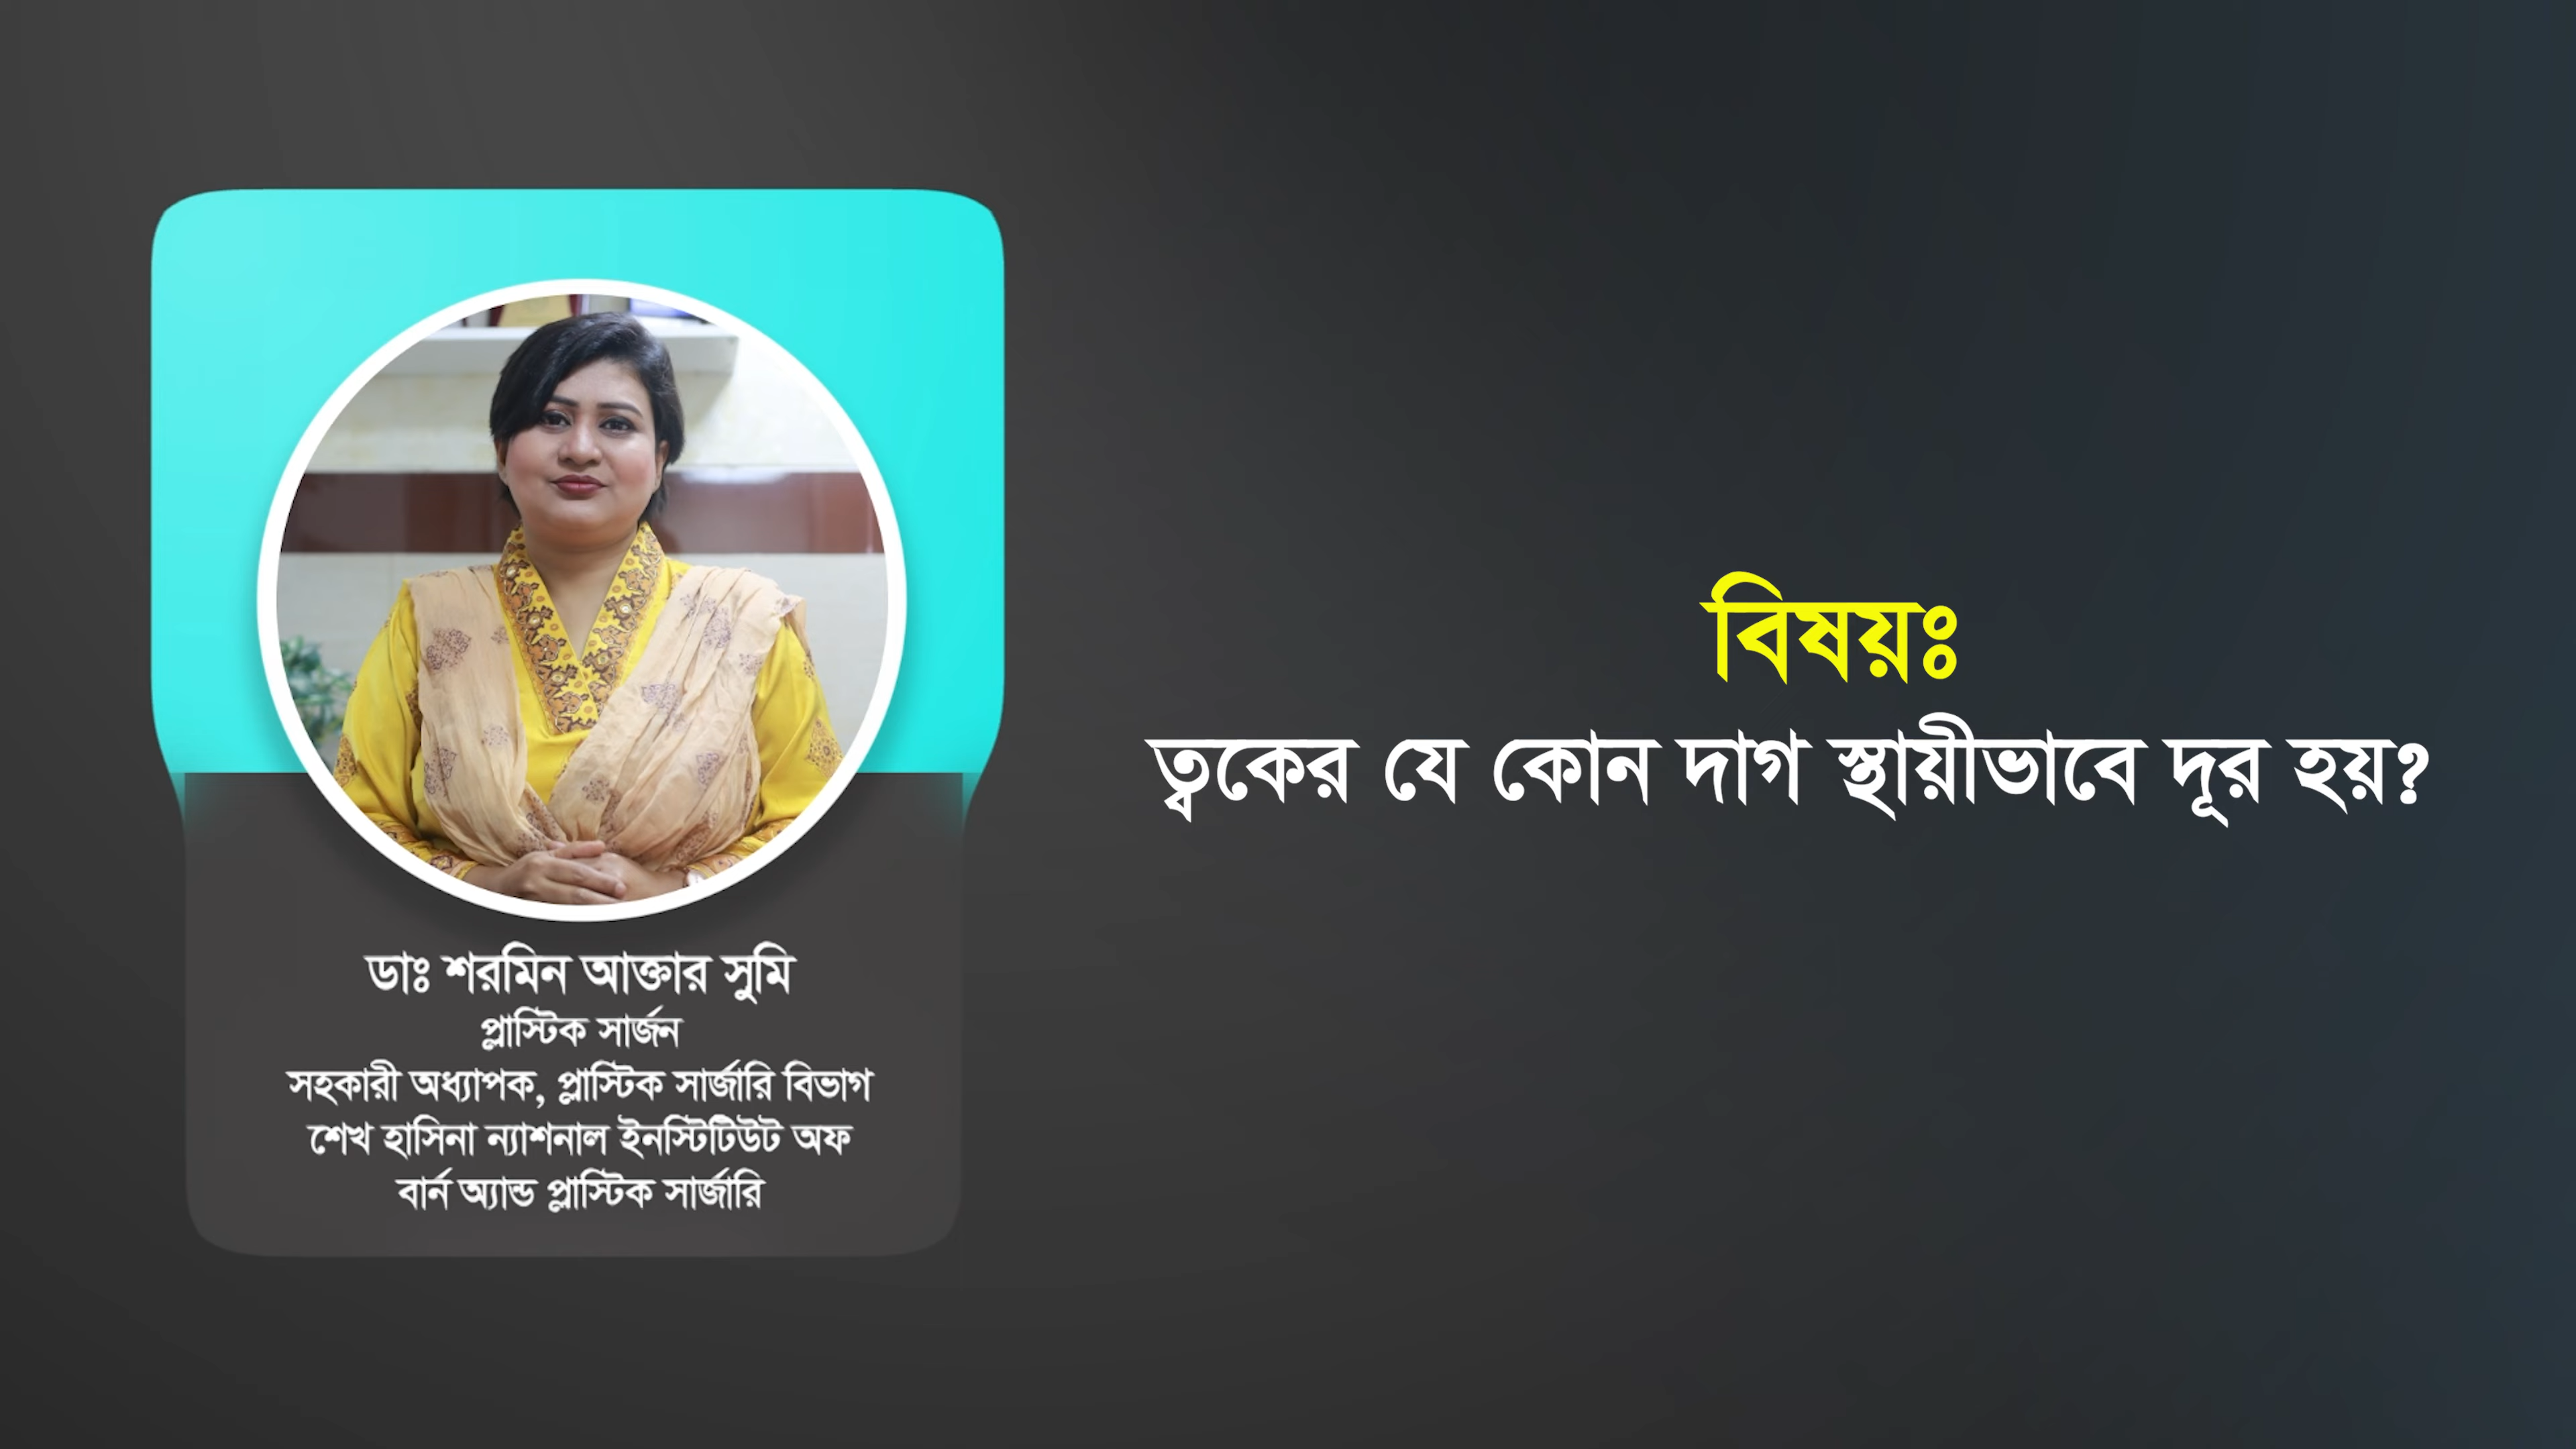 ডাঃ শরমিন আক্তার সুমি
প্লাস্টিক সার্জন
সহকারী অধ্যাপক, প্লাস্টিক সার্জারি বিভাগ
শেখ হাসিনা ন্যাশনাল ইনস্টিটিউট অফ
বার্ন অ্যান্ড প্লাস্টিক সার্জারি
বিষয়ঃ
ত্বকের যে কোন দাগ স্থায়ীভাবে দূর হয়?